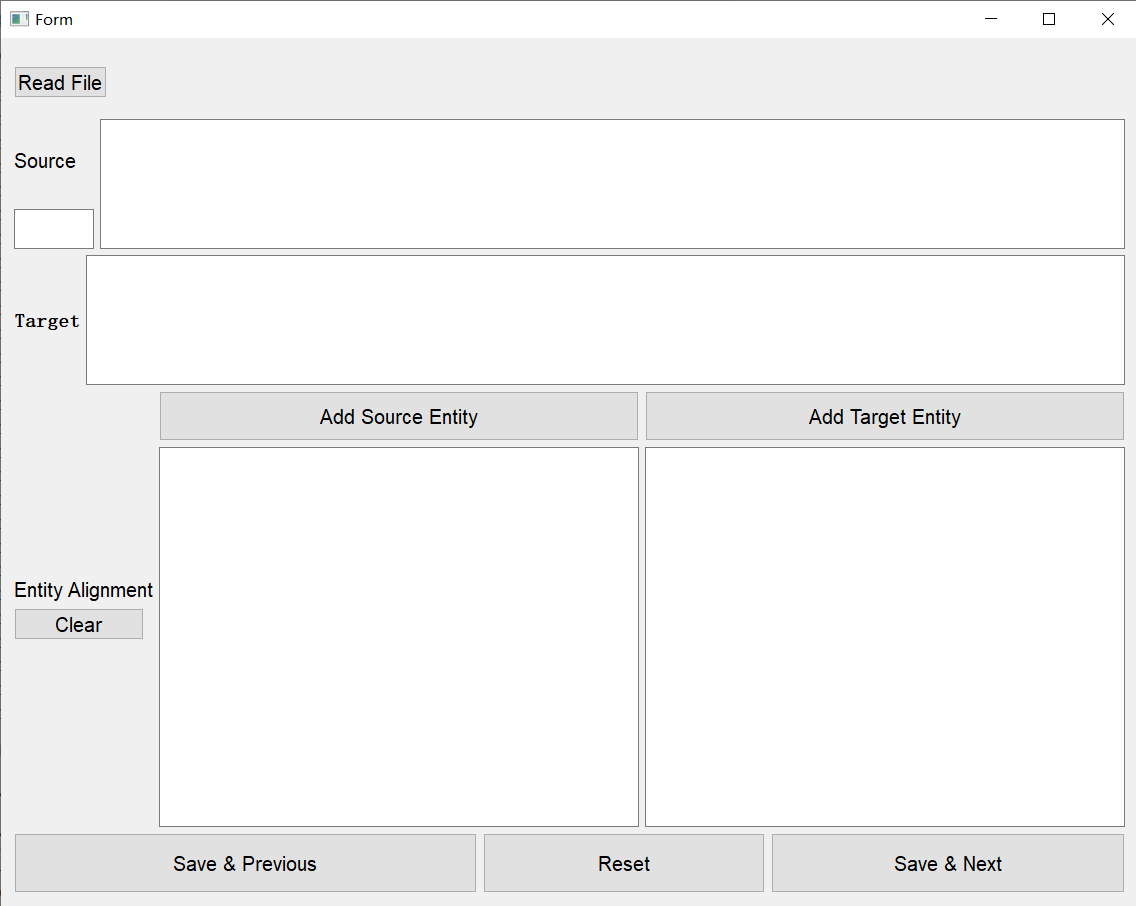 Form
Read File
Source
Target
Add Source Entity
Add Target Entity
Entity Alignment
Clear
Save & Previous
Reset
Save & Next